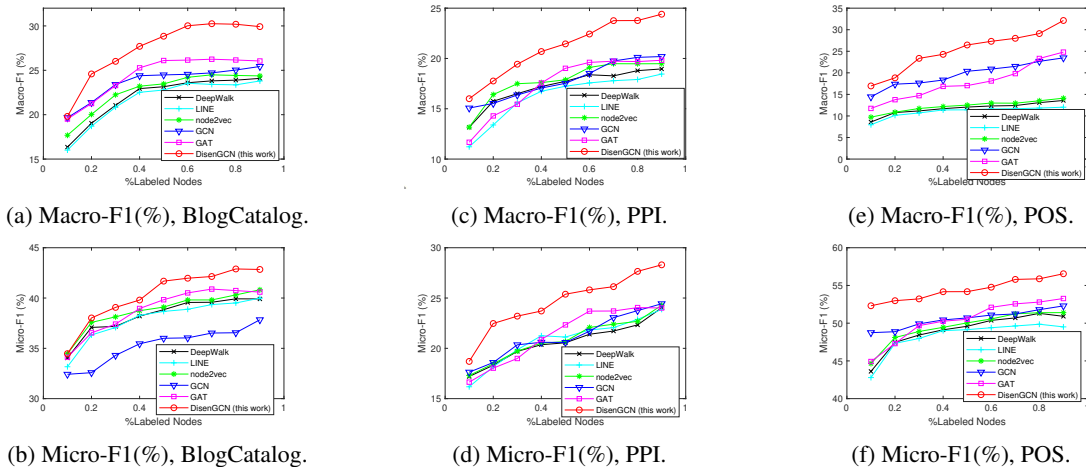 30
25
20
15
0
0.2
0.4
0.6
0.8
1
Macro-F1(%)
%Labeled Nodes
DeepWalk
LINE
node2vec
GCN
GAT
DisenGCN (this work)
(a) Macro-F1(%), BlogCatalog.
25
20
15
10
0
0.2
0.4
0.6
0.8
1
Macro-F1(%)
%Labeled Nodes
DeepWalk
LINE
node2vec
GCN
GAT
DisenGCN (this work)
(c) Macro-F1(%), PPI.
35
30
25
20
15
10
5
0
0
0.2
0.4
0.6
0.8
1
Macro-F1(%)
%Labeled Nodes
DeepWalk
LINE
node2vec
GCN
GAT
DisenGCN (this work)
(e) Macro-F1(%), POS.
45
40
35
30
0
0.2
0.4
0.6
0.8
1
Micro-F1(%)
%Labeled Nodes
DeepWalk
LINE
node2vec
GCN
GAT
DisenGCN (this work)
(b) Micro-F1(%), BlogCatalog.
30
25
20
15
0
0.2
0.4
0.6
0.8
1
Micro-F1(%)
%Labeled Nodes
DeepWalk
LINE
node2vec
GCN
GAT
DisenGCN (this work)
(d) Micro-F1(%), PPI.
60
55
50
45
40
0
0.2
0.4
0.6
0.8
1
Micro-F1(%)
%Labeled Nodes
DeepWalk
LINE
node2vec
GCN
GAT
DisenGCN (this work)
(f) Micro-F1(%), POS.